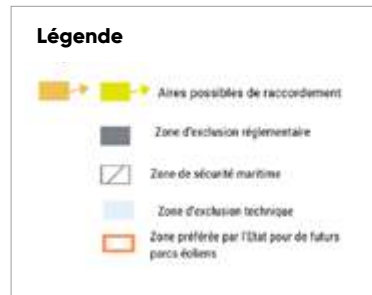 Légende
Aires possibles de raccordement
Zone d'exclusion réglementaire
Zone de sécurité maritime
Zone d'exclusion technique
Zone préférée par l'Etat pour de futurs
parcs éoliens